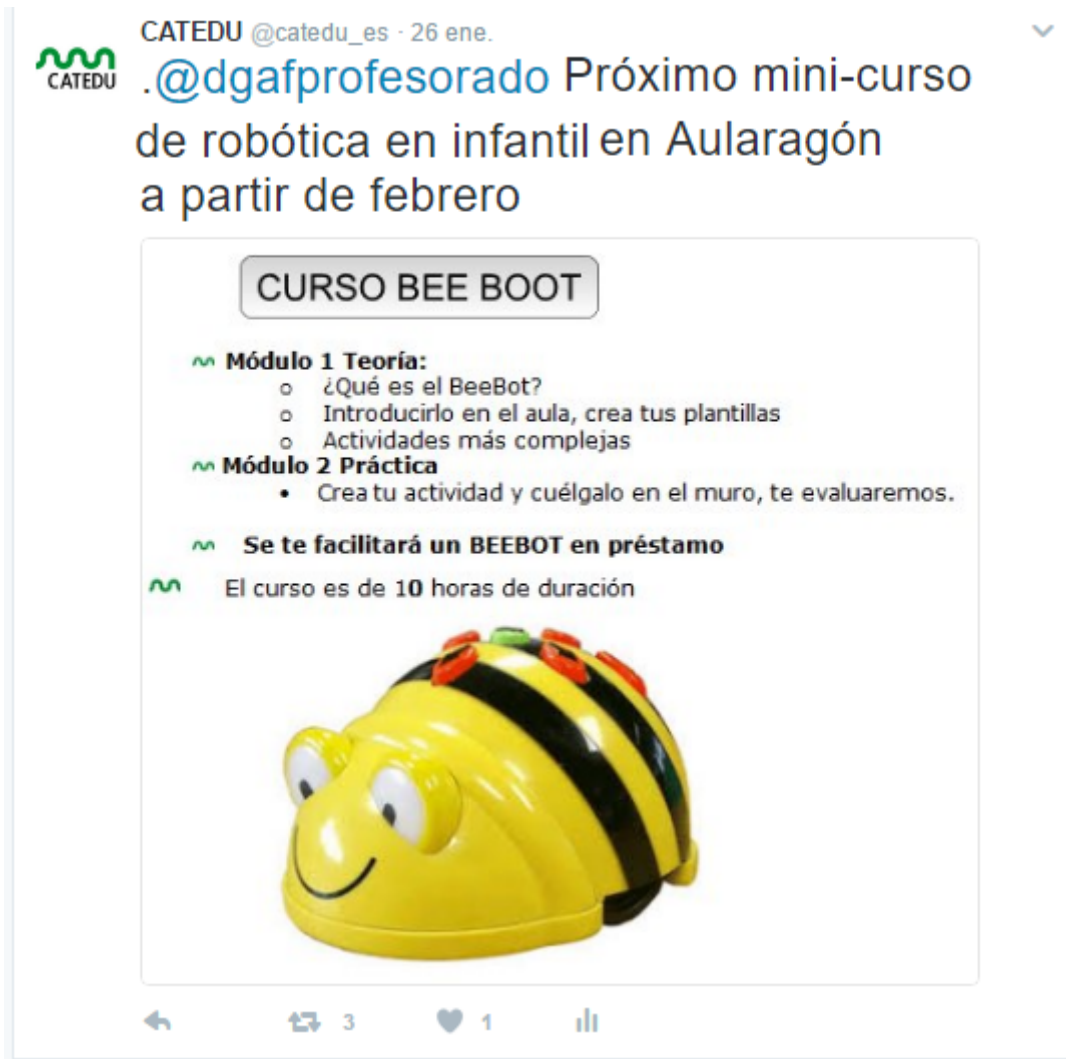 CATEDU @catedu_es · 26 ene.
CATEDU
.@dgafprofesorado Próximo mini-curso
de robótica en infantil en Aularagón
a partir de febrero
CURSO BEE BOOT
Módulo 1 Teoría:
o ¿Qué es el BeeBot?
o Introducirlo en el aula, crea tus plantillas
o Actividades más complejas
Módulo 2 Práctica
• Crea tu actividad y cuélgalo en el muro, te evaluaremos.
Se te facilitará un BEEBOT en préstamo
El curso es de 10 horas de duración
3 1